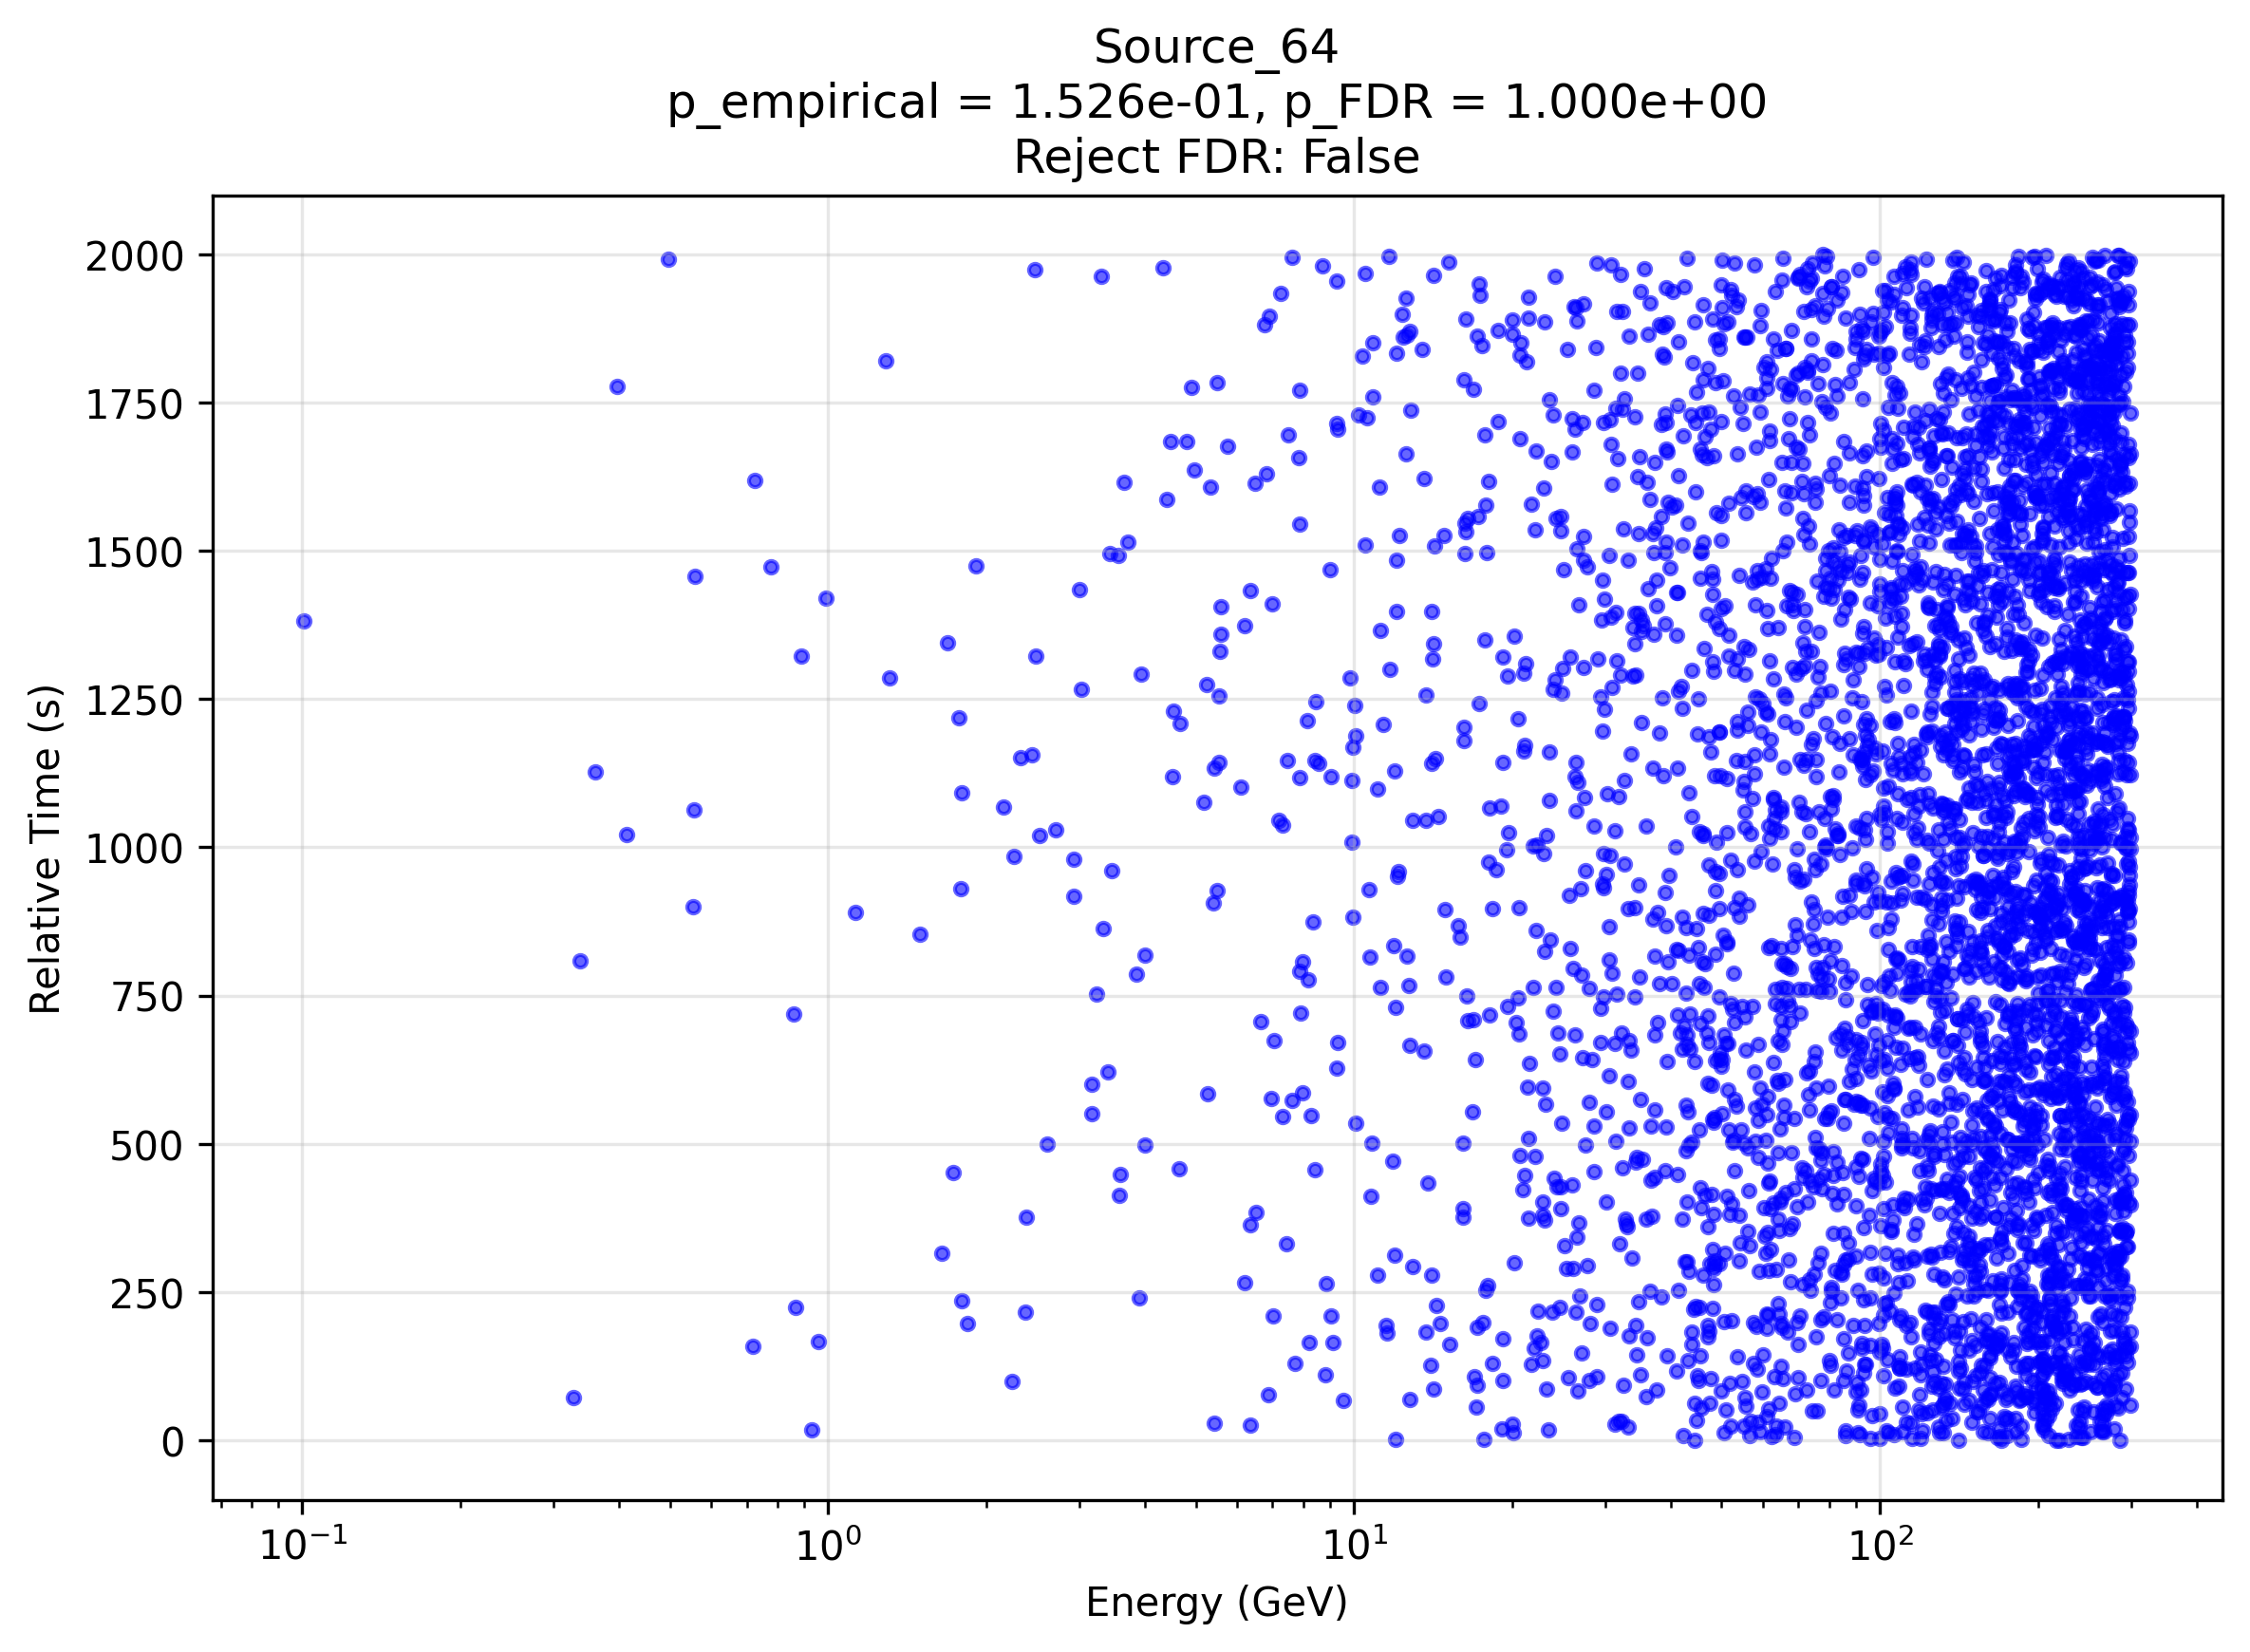 Source_64
p_empirical = 1.526e-01, p_FDR = 1.000e+00
Reject FDR: False
Relative Time (s)
2000
1750
1500
1250
1000
750
500
250
0
10⁻¹
10⁰
10¹
10²
Energy (GeV)